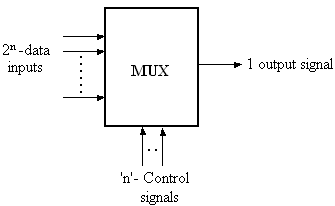 2ⁿ-data
inputs
MUX
1 output signal
'n'- Control
signals